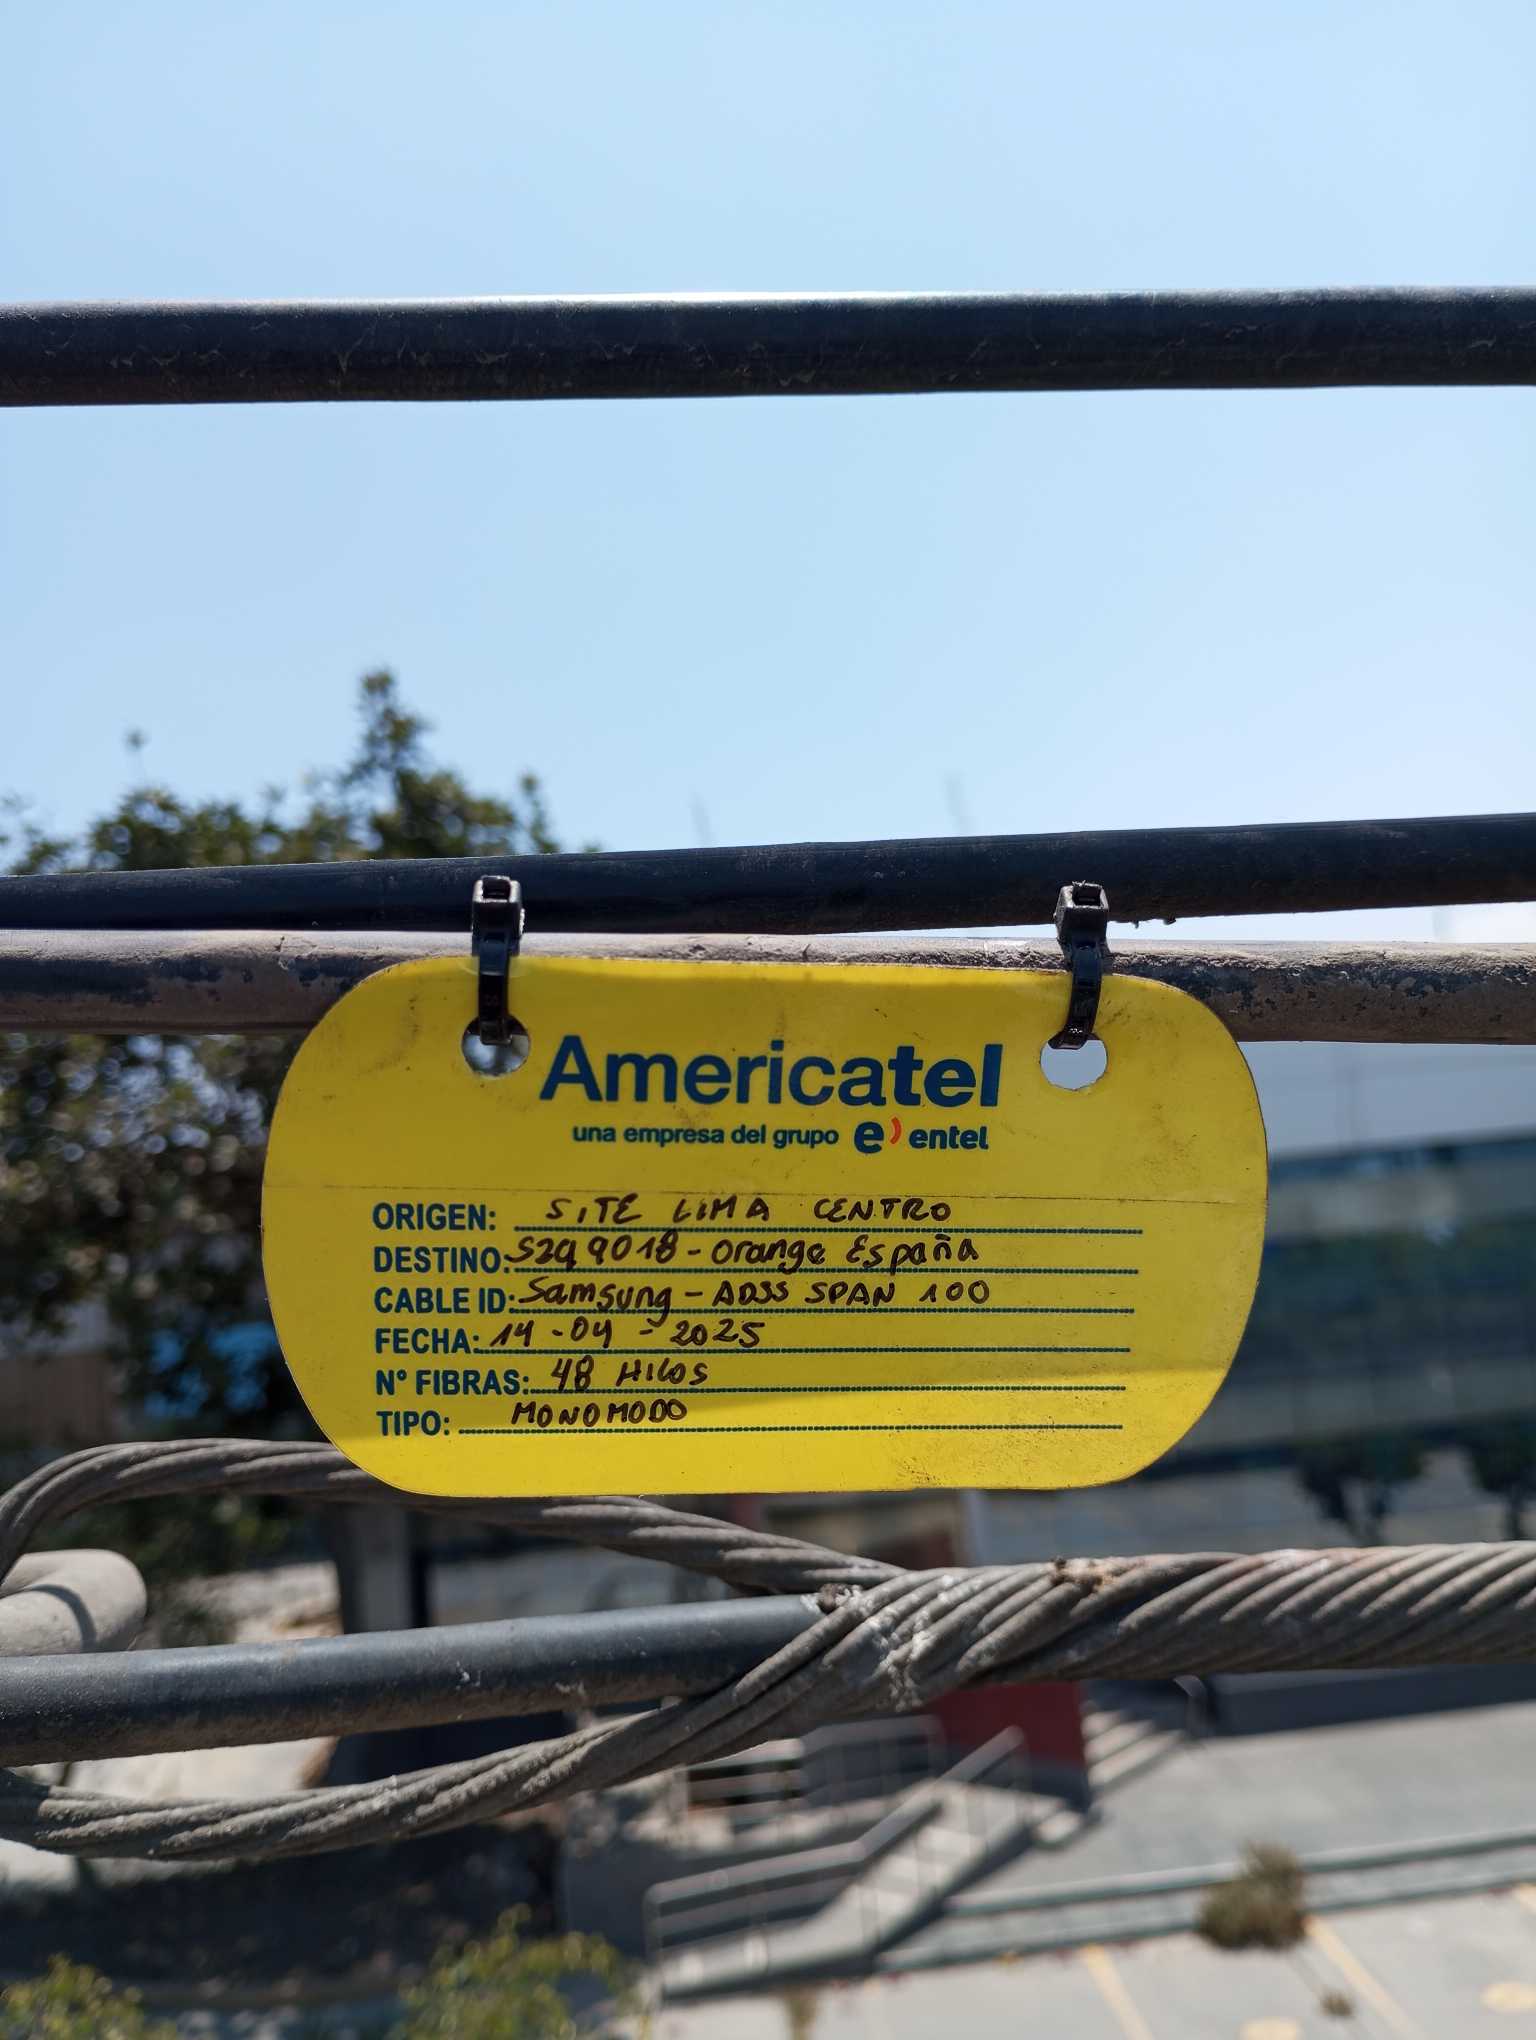 Americatel
una empresa del grupo e) entel
ORIGEN: SITE LIMA CENTRO
DESTINO: S2Q9018 - Orange España
CABLE ID: Samsung - ADSS SPAN 100
FECHA: 14 - 04 - 2025
N° FIBRAS: 48 HILOS
TIPO: MONOMODO